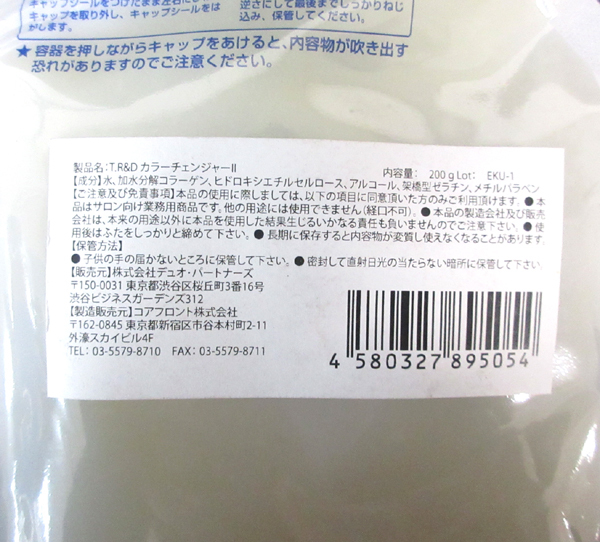 キャップシールをつけたまま左右に
キャップを取り外し、キャップシールをは
がします。
逆さにして最後までしっかりねじ
込み、保管してください。
★容器を押しながらキャップをあけると、内容物が吹き出す
恐れがありますのでご注意ください。
製品名:T.R&D カラーチェンジャーII
内容量: 200g Lot: EKU-1
【成分】水、加水分解コラーゲン、ヒドロキシエチルセルロース、アルコール、架橋型ゼラチン、メチルパラベン
【ご注意及び免責事項】本品の使用に際しましては、以下の項目に同意頂いた方のみご利用頂けます。●本
品はサロン向け業務用商品です。他の用途には使用できません(経口不可)。●本品の製造会社及び販売
会社は、本来の用途以外に本品を使用した結果生じるいかなる責任も負いませんのでご注意下さい。●使
用後はふたをしっかりと締めて下さい。●長期に保存すると内容物が変質し使えなくなることがあります。
【保管方法】
●子供の手の届かないところに保管して下さい。●密封して直射日光の当たらない暗所に保管して下さい。
【販売元】株式会社デュオ・パートナーズ
〒150-0031 東京都渋谷区桜丘町3番16号
渋谷ビジネスガーデンズ312
【製造販売元】コアフロント株式会社
〒162-0845 東京都新宿区市谷本村町2-11
外濠スカイビル4F
TEL: 03-5579-8710 FAX: 03-5579-8711
4 580327 895054